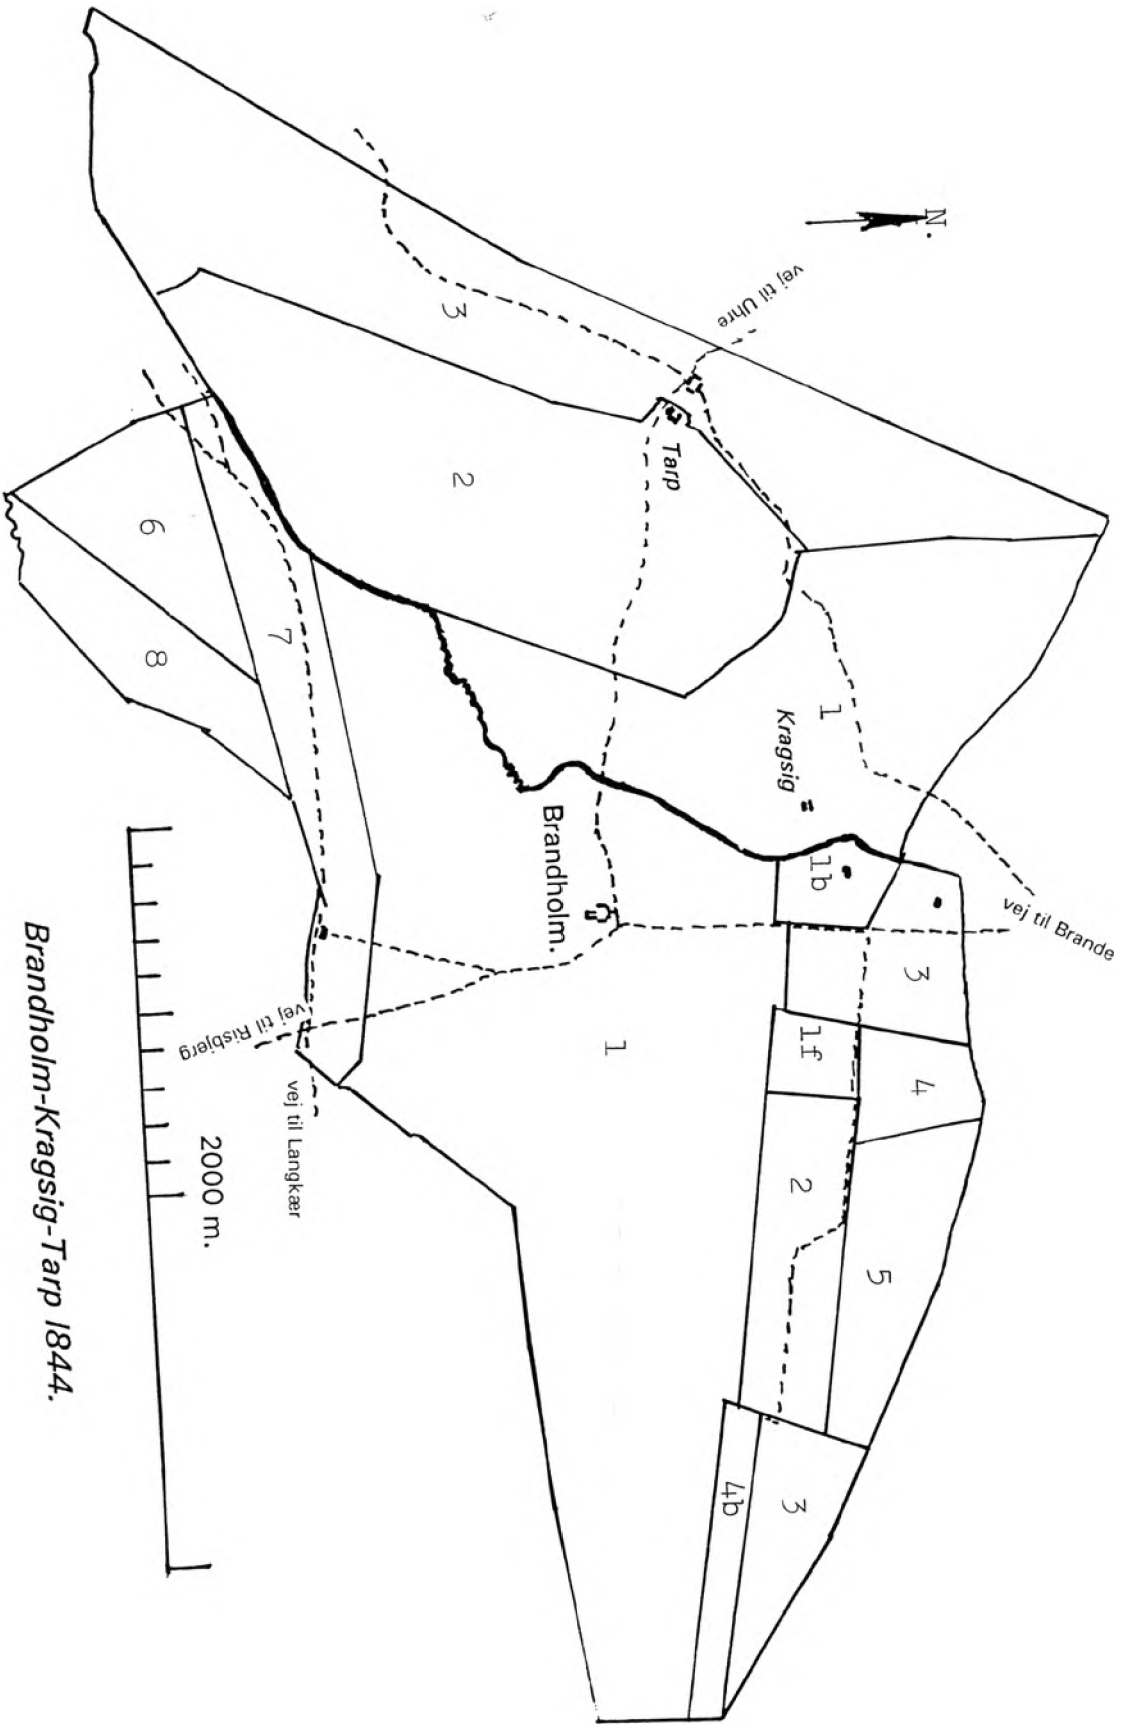 N.
vej til Uhre
3
Tarp
2
vej til Brande
1
Kragsig
1b
3
4
1f
5
2
3
4b
Brandholm.
1
6
7
8
vej til Risbjerg
vej til Langkær
2000 m.
Brandholm-Kragsig-Tarp 1844.